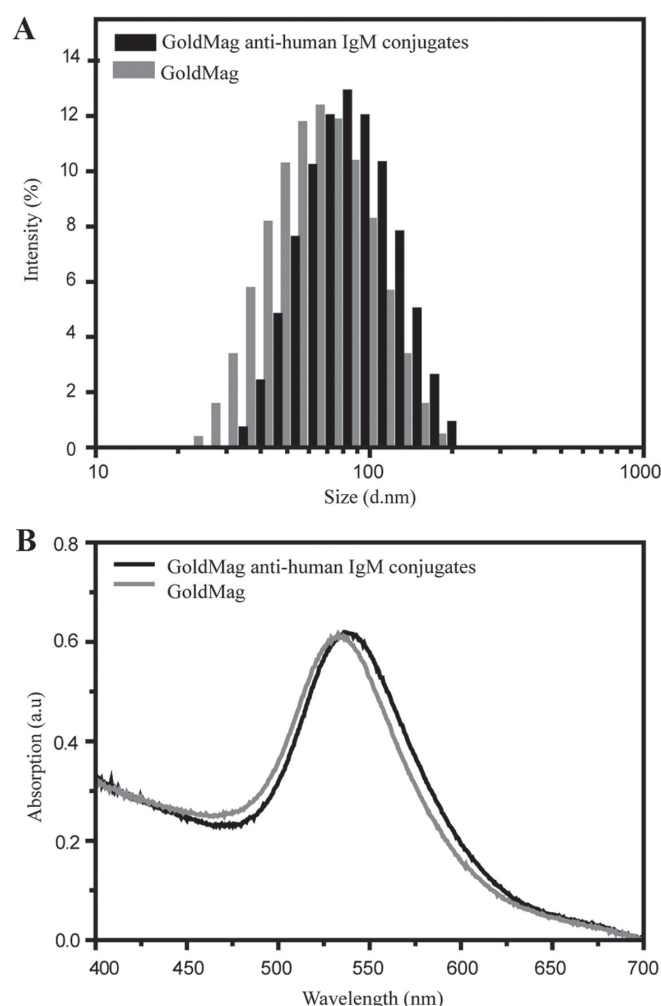 A
GoldMag anti-human IgM conjugates
GoldMag
14
12
10
8
6
4
2
0
Intensity (%)
10 100 1000
Size (d.nm)
B
GoldMag anti-human IgM conjugates
GoldMag
0.8
0.6
0.4
0.2
0.0
Absorption (a.u)
400 450 500 550 600 650 700
Wavelength (nm)